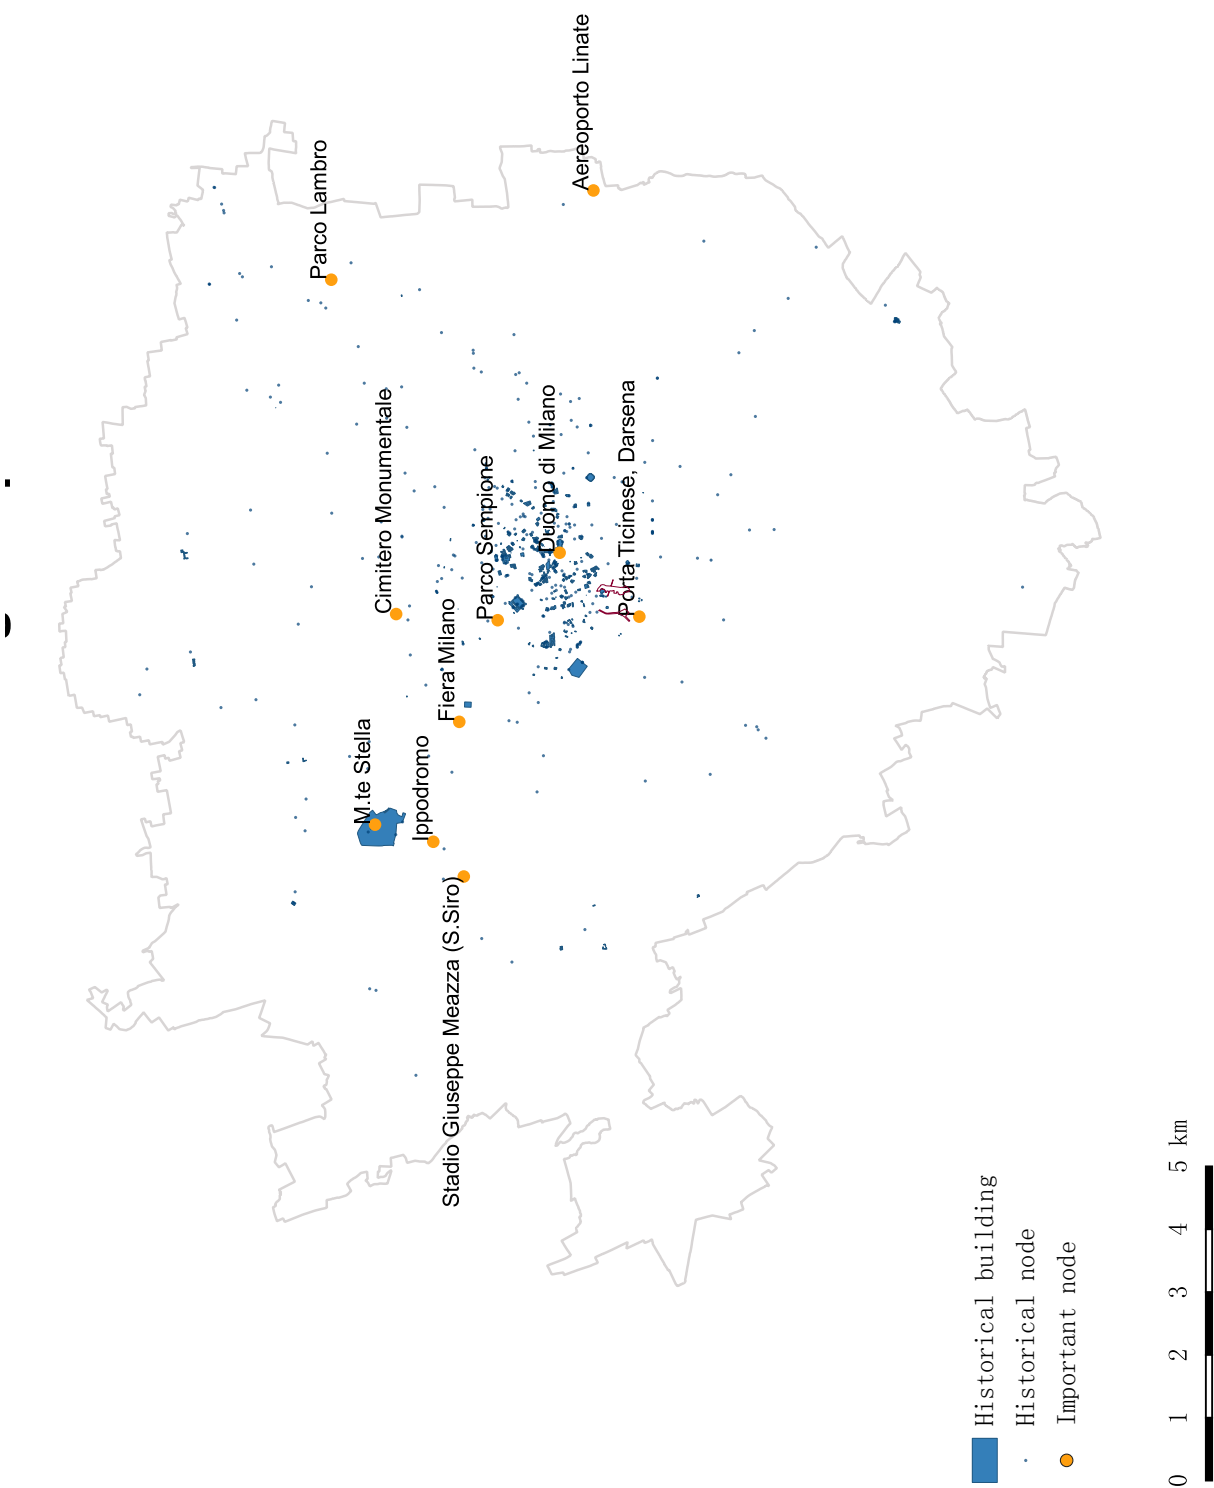 Aereoporto Linate
Parco Lambro
Cimitero Monumentale
Duomo di Milano
Porta Ticinese, Darsena
Parco Sempione
Fiera Milano
M.te Stella
Ippodromo
Stadio Giuseppe Meazza (S.Siro)
Historical building
Historical node
Important node
0 1 2 3 4 5 km